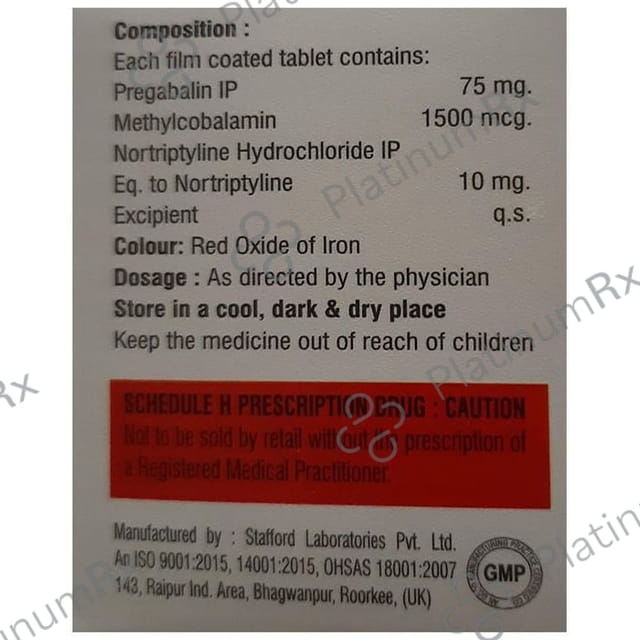 Composition :
Each film coated tablet contains:
Pregabalin IP 75 mg.
Methylcobalamin 1500 mcg.
Nortriptyline Hydrochloride IP
Eq. to Nortriptyline 10 mg.
Excipient q.s.
Colour: Red Oxide of Iron
Dosage : As directed by the physician
Store in a cool, dark & dry place
Keep the medicine out of reach of children
SCHEDULE H PRESCRIPTION DRUG : CAUTION
Not to be sold by retail without the prescription of
a Registered Medical Practitioner.
Manufactured by : Stafford Laboratories Pvt. Ltd.
An ISO 9001:2015, 14001:2015, OHSAS 18001:2007
143, Raipur Ind. Area, Bhagwanpur, Roorkee, (UK)
GMP
PlatinumRx